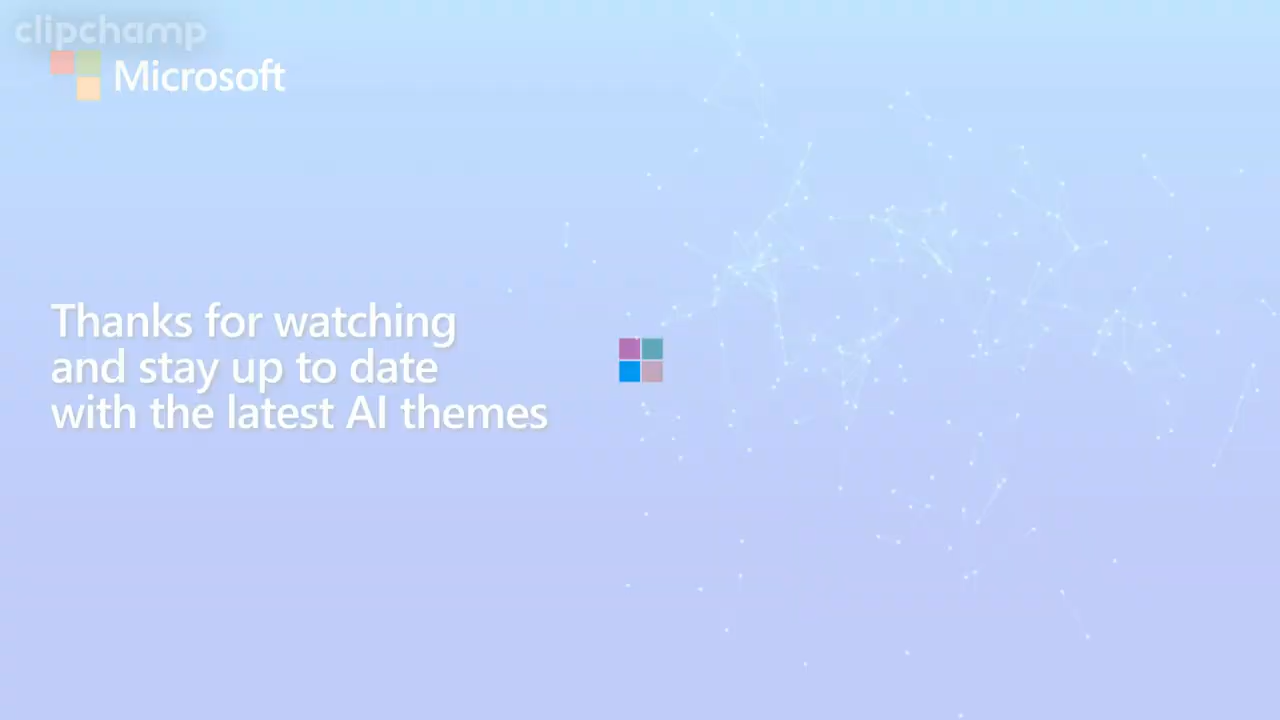 clipchamp
Microsoft
Thanks for watching
and stay up to date
with the latest AI themes